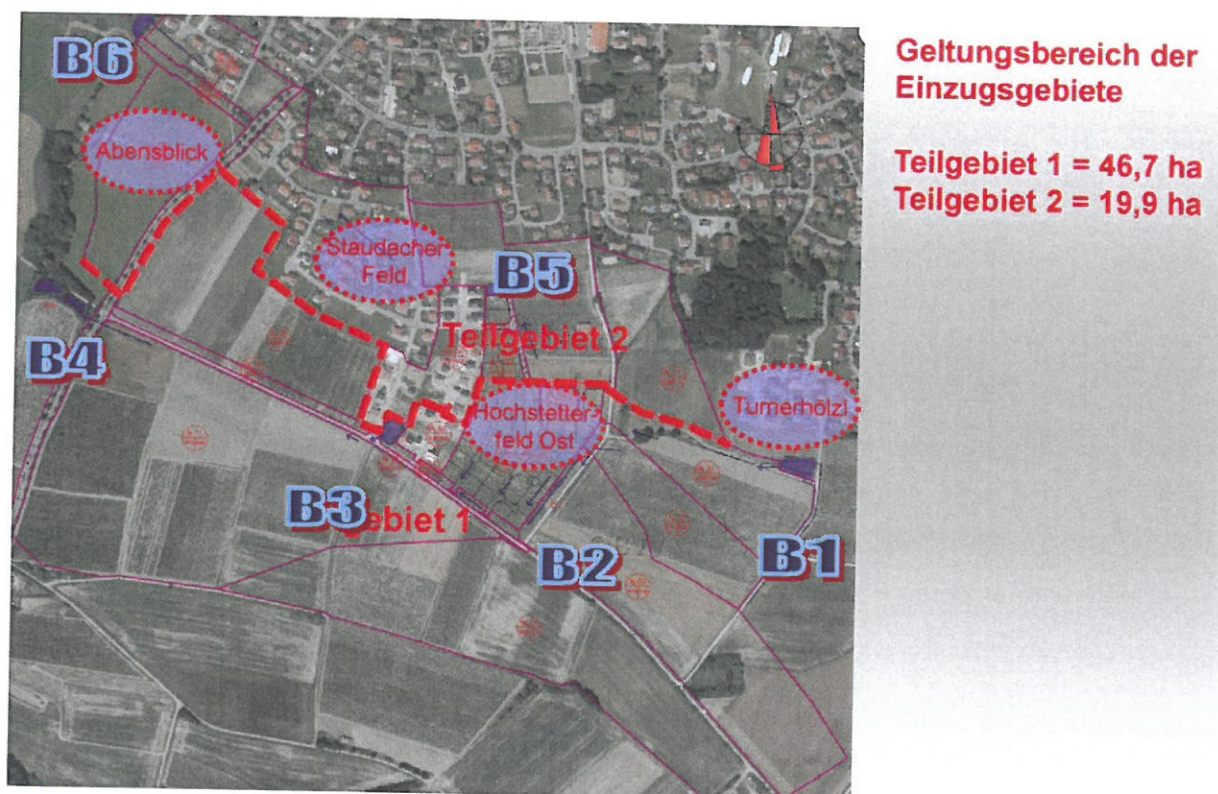 B6
Abensblick
Staudacher
Feld
B5
Teilgebiet 2
B4
Hochstetter-
feld Ost
Turnerhölzl
B3
gebiet 1
B2
B1
Geltungsbereich der
Einzugsgebiete
Teilgebiet 1 = 46,7 ha
Teilgebiet 2 = 19,9 ha